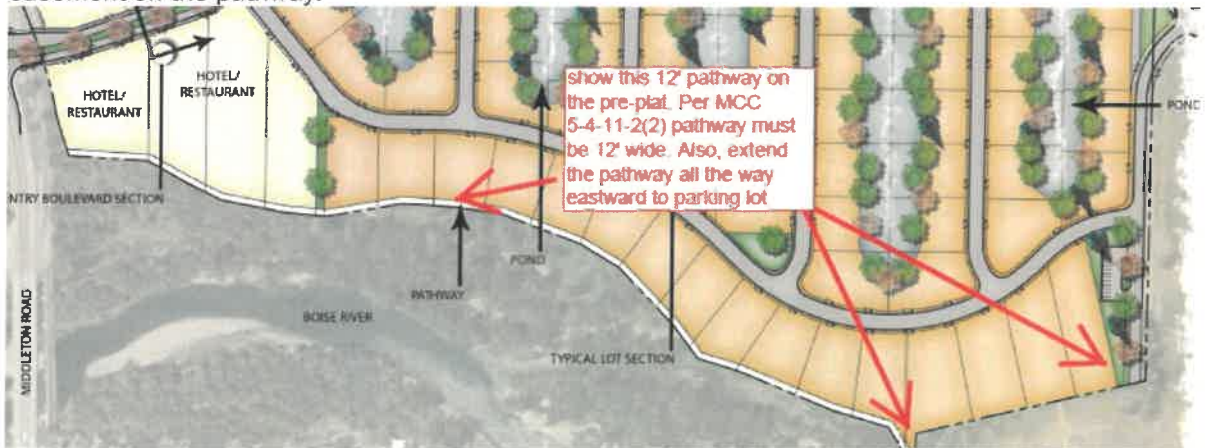 HOTEL/
RESTAURANT
HOTEL/
RESTAURANT
show this 12' pathway on
the pre-plat. Per MCC
5-4-11-2(2) pathway must
be 12' wide. Also, extend
the pathway all the way
eastward to parking lot
POND
NTRY BOULEVARD SECTION
POND
PATHWAY
BOISE RIVER
TYPICAL LOT SECTION
MIDDLETON ROAD